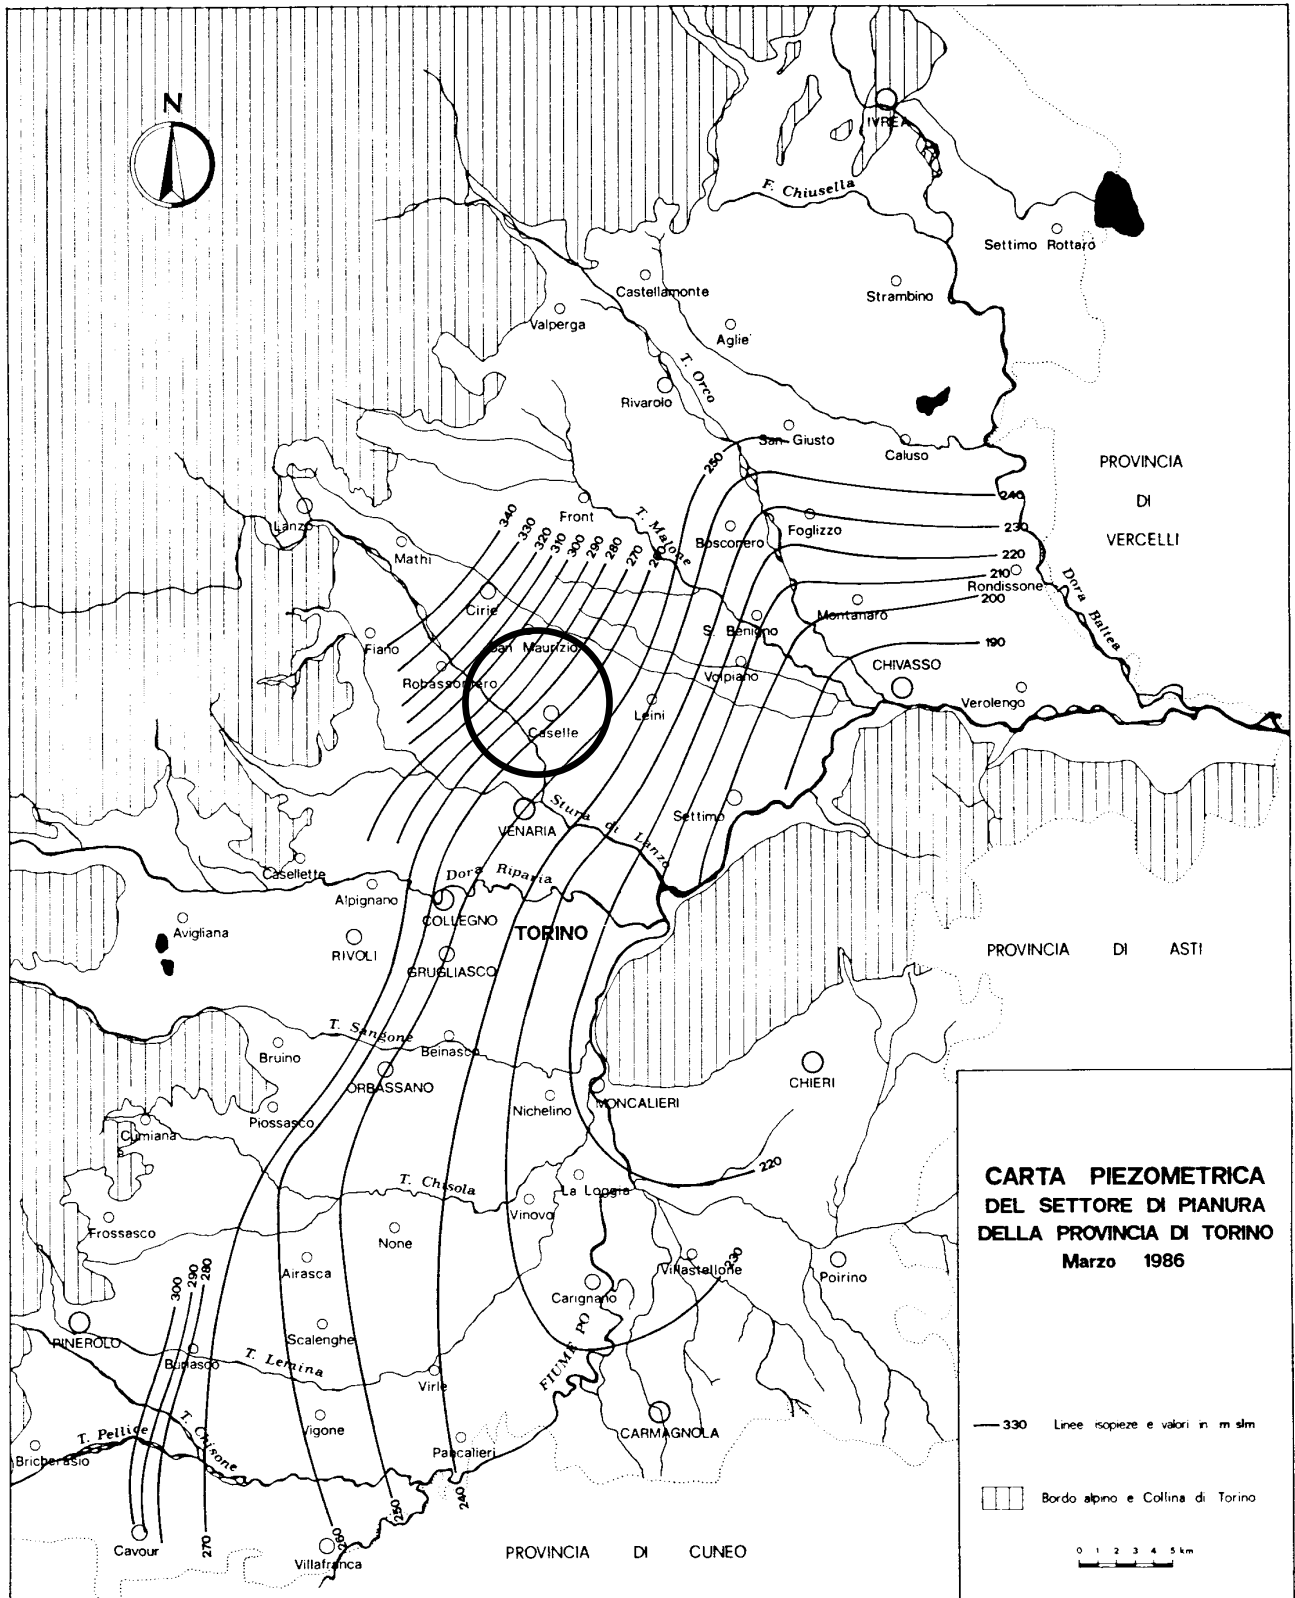 N
IVREA
F. Chiusella
Settimo Rottaro
Castellamonte
Strambino
Valperga
Aglie'
T. Orco
Rivarolo
San Giusto
Caluso
250
PROVINCIA
DI
VERCELLI
240
Lanzo
Front
340
330
320
310
300
290
280
270
260
T. Malone
Bosconero
Foglizzo
230
Mathi
220
210
Rondissone
200
Dora Baltea
Cirie
Montanaro
S. Benigno
190
Fiano
San Maurizio
Robassomero
Volpiano
CHIVASSO
Verolengo
Leini
Caselle
Settimo
VENARIA
Stura di Lanzo
Casellette
Alpignano
Dora Riparia
COLLEGNO
Avigliana
RIVOLI
TORINO
GRUGLIASCO
PROVINCIA DI ASTI
T. Sangone
Bruino
Beinasco
ORBASSANO
CHIERI
Nichelino
MONCALIERI
Piossasco
Cumiana
220
T. Chisola
La Loggia
Vinovo
Frossasco
None
Airasca
Villastellone
230
Poirino
300
290
280
Carignano
PINEROLO
Scalenghe
Buriasco
T. Lemina
Virle
FIUME PO
Vigone
CARMAGNOLA
T. Pellice
T. Chisone
Bricherasio
Pancalieri
240
250
260
270
Cavour
Villafranca
PROVINCIA DI CUNEO
CARTA PIEZOMETRICA
DEL SETTORE DI PIANURA
DELLA PROVINCIA DI TORINO
Marzo 1986
330 Linee isopieze e valori in m slm
Bordo alpino e Collina di Torino
0 1 2 3 4 5 km